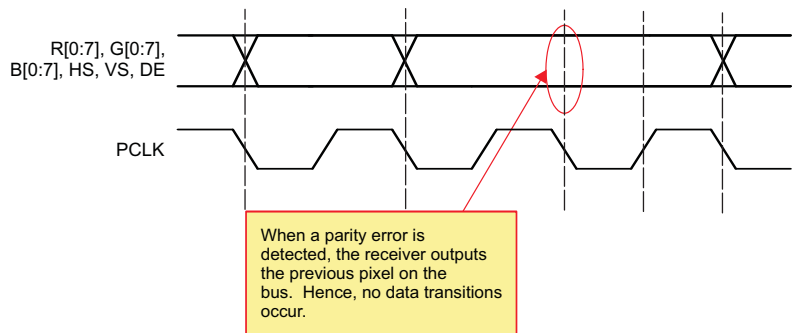 R[0:7], G[0:7],
B[0:7], HS, VS, DE
PCLK
When a parity error is
detected, the receiver outputs
the previous pixel on the
bus. Hence, no data transitions
occur.